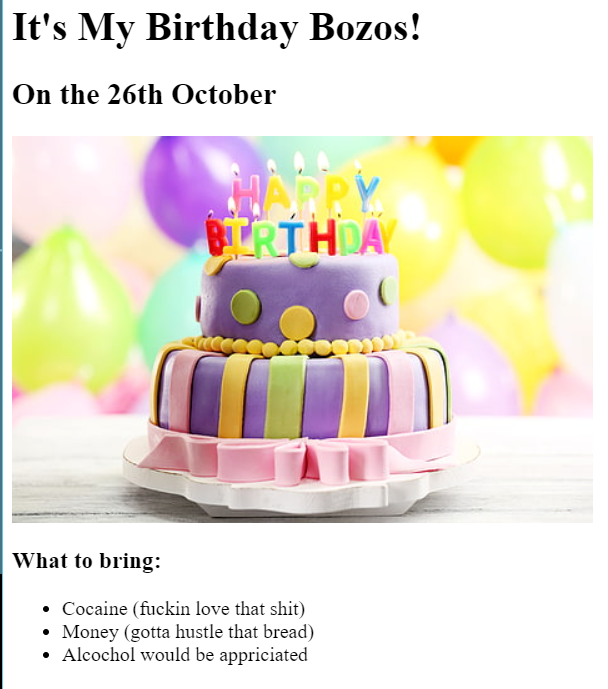 It's My Birthday Bozos!
On the 26th October
HAPPY
BIRTHDAY
What to bring:
Cocaine (fuckin love that shit)
Money (gotta hustle that bread)
Alcochol would be appriciated